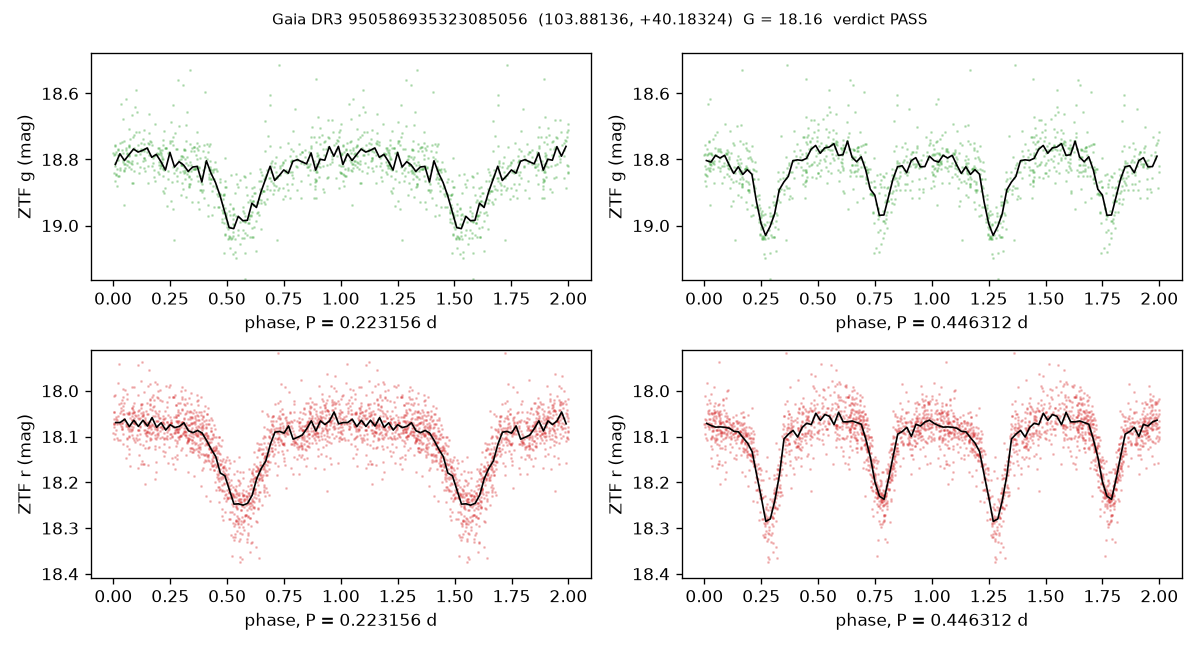 Gaia DR3 950586935323085056  (103.88136, +40.18324)  G = 18.16  verdict PASS
ZTF g (mag)
18.6
18.8
19.0
0.00 0.25 0.50 0.75 1.00 1.25 1.50 1.75 2.00
phase, P = 0.223156 d
ZTF g (mag)
18.6
18.8
19.0
0.00 0.25 0.50 0.75 1.00 1.25 1.50 1.75 2.00
phase, P = 0.446312 d
ZTF r (mag)
18.0
18.1
18.2
18.3
18.4
0.00 0.25 0.50 0.75 1.00 1.25 1.50 1.75 2.00
phase, P = 0.223156 d
ZTF r (mag)
18.0
18.1
18.2
18.3
18.4
0.00 0.25 0.50 0.75 1.00 1.25 1.50 1.75 2.00
phase, P = 0.446312 d